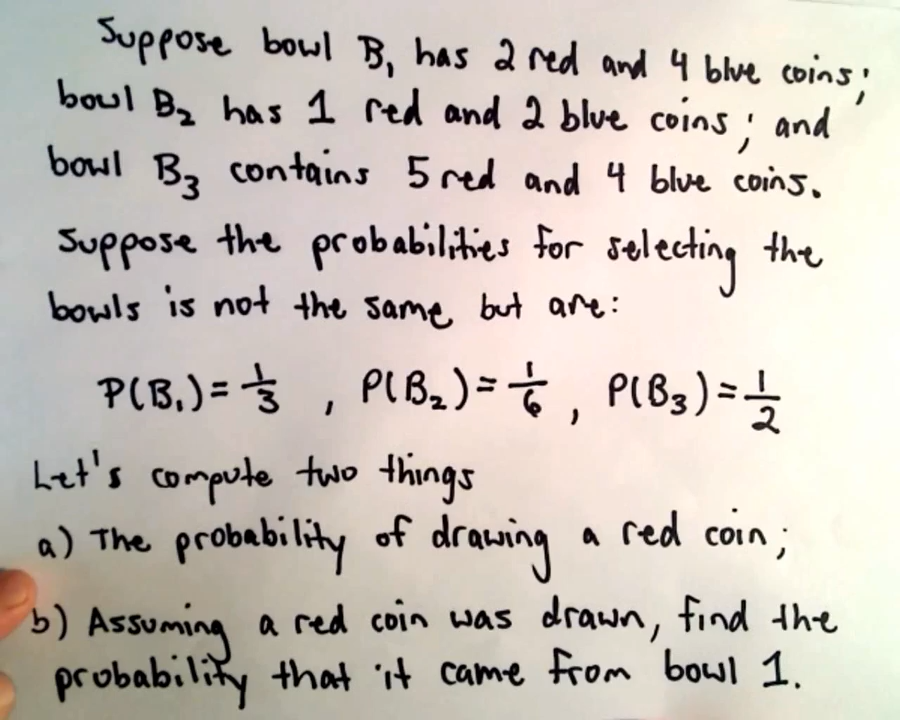 Suppose bowl B₁ has 2 red and 4 blue coins;
bowl B₂ has 1 red and 2 blue coins; and
bowl B₃ contains 5 red and 4 blue coins.
Suppose the probabilities for selecting the
bowls is not the same but are:
P(B₁)=1/3 , P(B₂)=1/6, P(B₃)=1/2
Let's compute two things
a) The probability of drawing a red coin;
b) Assuming a red coin was drawn, find the
probability that it came from bowl 1.